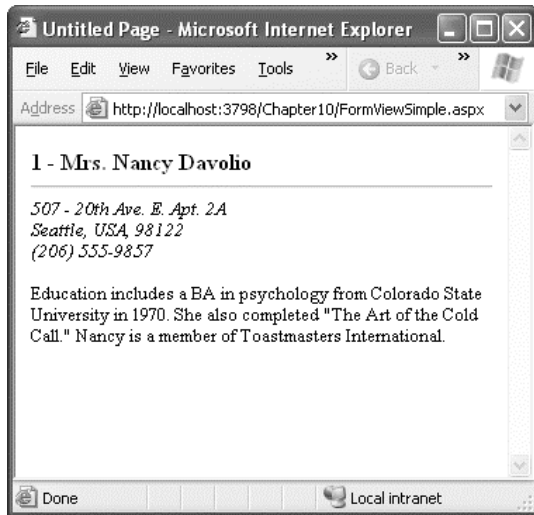 Untitled Page - Microsoft Internet Explorer
File Edit View Favorites Tools » Back »
Address http://localhost:3798/Chapter10/FormViewSimple.aspx
1 - Mrs. Nancy Davolio
507 - 20th Ave. E. Apt. 2A
Seattle, USA, 98122
(206) 555-9857
Education includes a BA in psychology from Colorado State
University in 1970. She also completed "The Art of the Cold
Call." Nancy is a member of Toastmasters International.
Done Local intranet